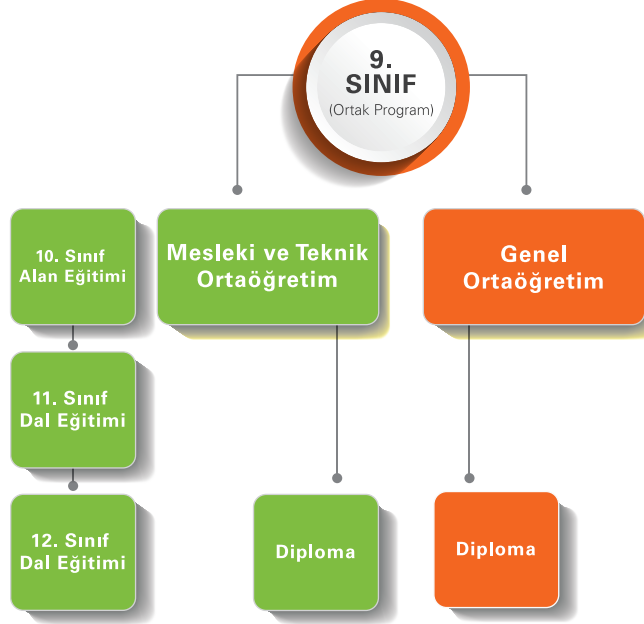 9.
SINIF
(Ortak Program)
10. Sınıf
Alan Eğitimi
Mesleki ve Teknik
Ortaöğretim
Genel
Ortaöğretim
11. Sınıf
Dal Eğitimi
12. Sınıf
Dal Eğitimi
Diploma
Diploma